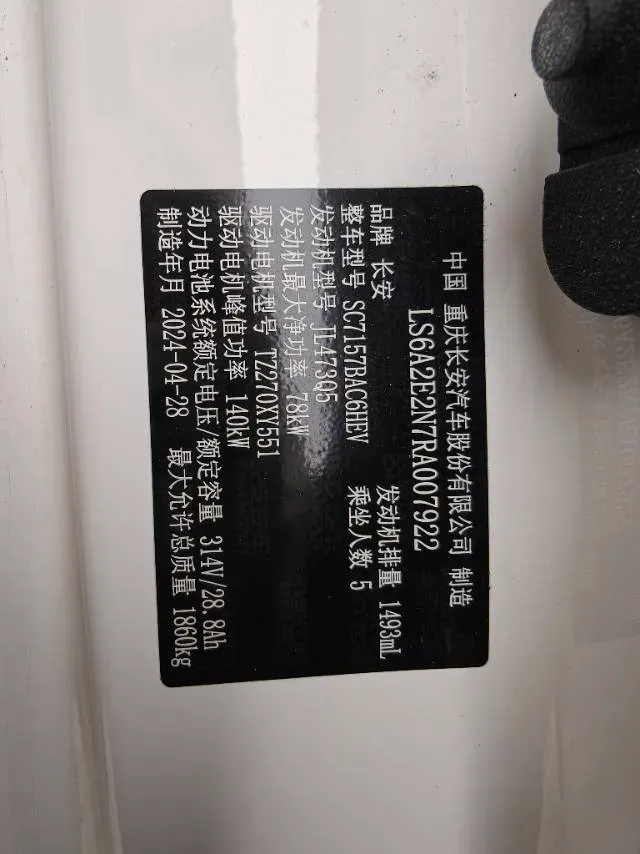 中国 重庆长安汽车股份有限公司 制造
LS6A2E2N7RA007922
品牌 长安 发动机排量 1493mL
整车型号 SC7157BAC6HEV 乘坐人数 5
发动机型号 JL473Q5
发动机最大净功率 78kW
驱动电机型号 TZ270XY551
驱动电机峰值功率 140kW
动力电池系统额定电压/额定容量 314V/28.8Ah
制造年月 2024-04-28 最大允许总质量 1860kg